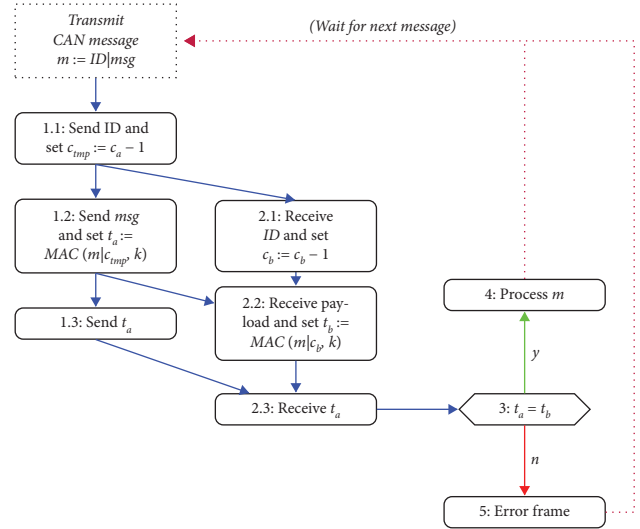 Transmit
CAN message
m := ID|msg
(Wait for next message)
1.1: Send ID and
set c_tmp := c_a − 1
1.2: Send msg
and set t_a :=
MAC (m|c_tmp, k)
2.1: Receive
ID and set
c_b := c_b − 1
1.3: Send t_a
2.2: Receive pay-
load and set t_b :=
MAC (m|c_b, k)
4: Process m
y
2.3: Receive t_a
3: t_a = t_b
n
5: Error frame